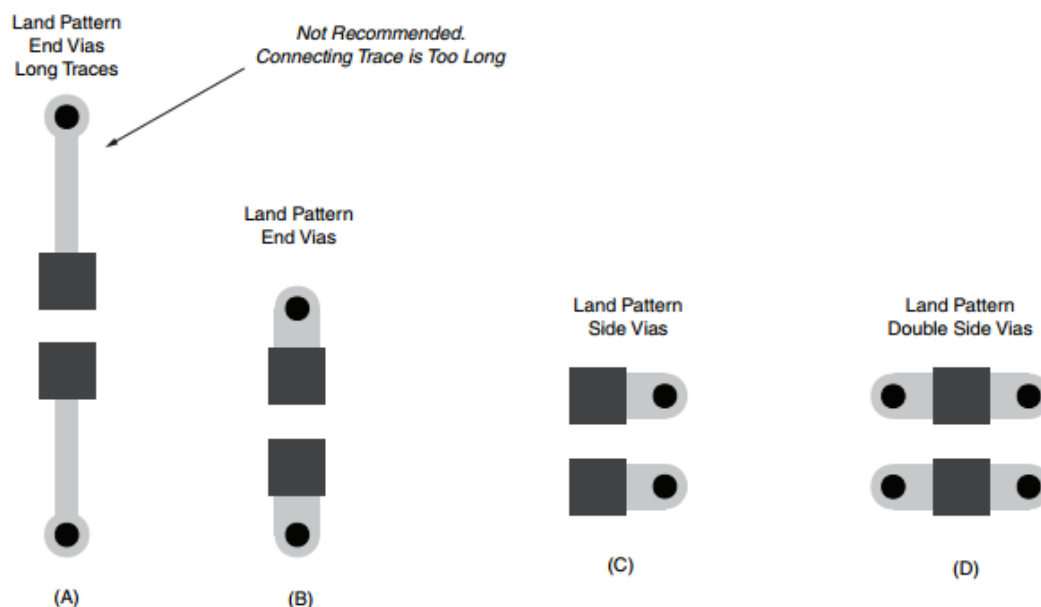 Land Pattern
End Vias
Long Traces
Not Recommended.
Connecting Trace is Too Long
Land Pattern
End Vias
Land Pattern
Side Vias
Land Pattern
Double Side Vias
(A)
(B)
(C)
(D)